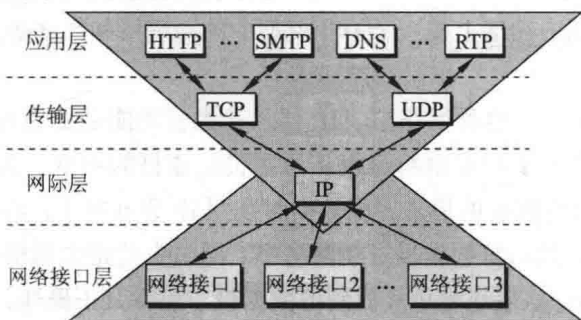 应用层 HTTP … SMTP DNS … RTP
传输层 TCP UDP
网际层 IP
网络接口层 网络接口1 网络接口2 … 网络接口3